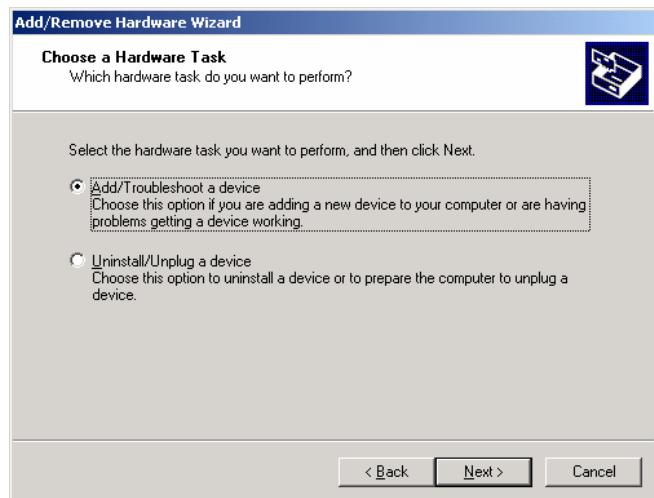 Add/Remove Hardware Wizard
Choose a Hardware Task
Which hardware task do you want to perform?
Select the hardware task you want to perform, and then click Next.
Add/Troubleshoot a device
Choose this option if you are adding a new device to your computer or are having
problems getting a device working.
Uninstall/Unplug a device
Choose this option to uninstall a device or to prepare the computer to unplug a
device.
< Back Next > Cancel